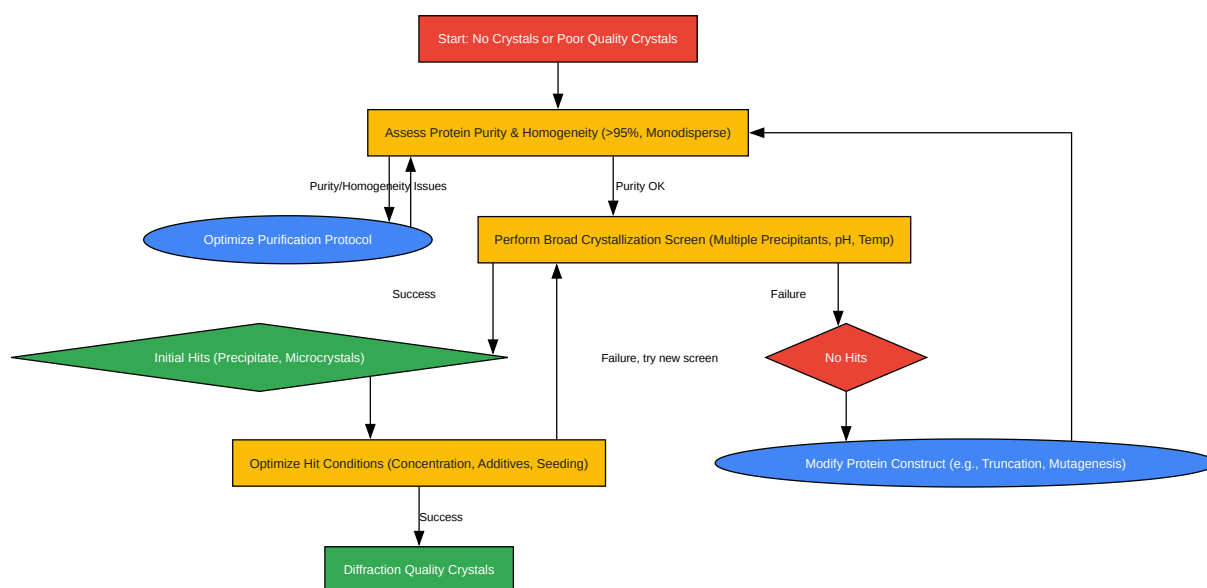 Start: No Crystals or Poor Quality Crystals
Assess Protein Purity & Homogeneity (>95%, Monodisperse)
Purity/Homogeneity Issues
Purity OK
Optimize Purification Protocol
Perform Broad Crystallization Screen (Multiple Precipitants, pH, Temp)
Success
Failure
Initial Hits (Precipitate, Microcrystals)
Failure, try new screen
No Hits
Optimize Hit Conditions (Concentration, Additives, Seeding)
Modify Protein Construct (e.g., Truncation, Mutagenesis)
Success
Diffraction Quality Crystals